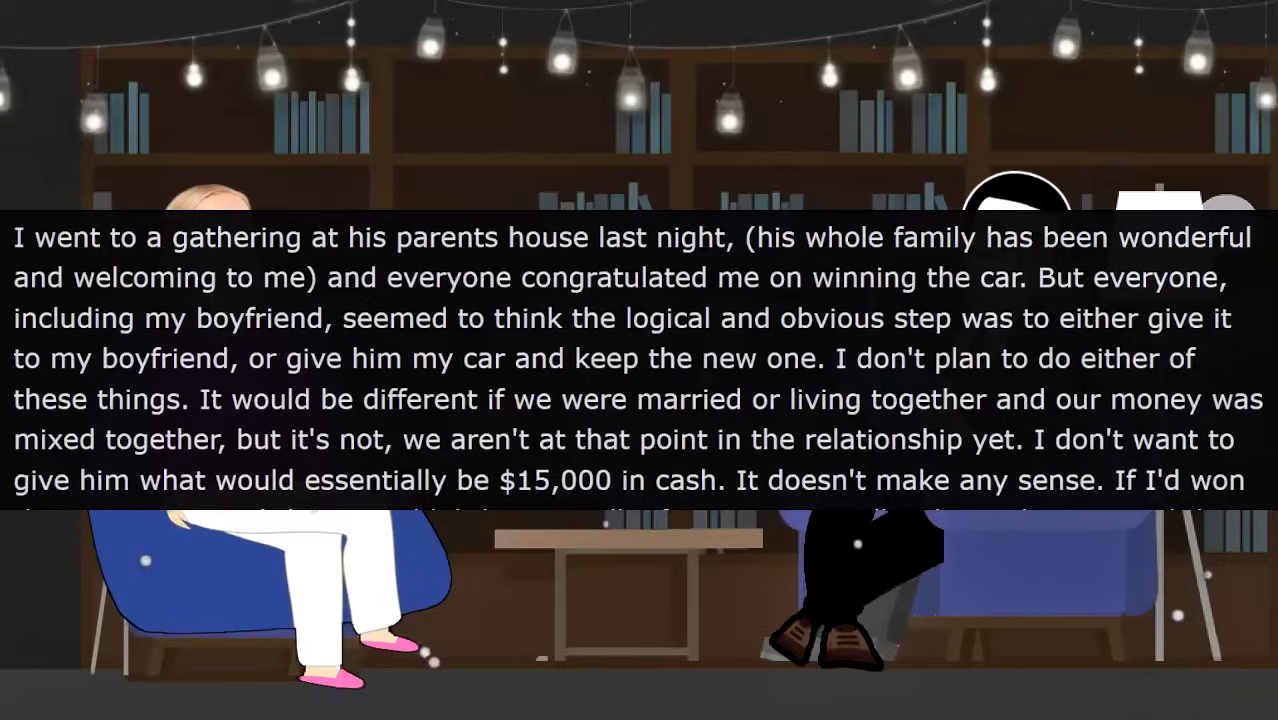 I went to a gathering at his parents house last night, (his whole family has been wonderful
and welcoming to me) and everyone congratulated me on winning the car. But everyone,
including my boyfriend, seemed to think the logical and obvious step was to either give it
to my boyfriend, or give him my car and keep the new one. I don't plan to do either of
these things. It would be different if we were married or living together and our money was
mixed together, but it's not, we aren't at that point in the relationship yet. I don't want to
give him what would essentially be $15,000 in cash. It doesn't make any sense. If I'd won